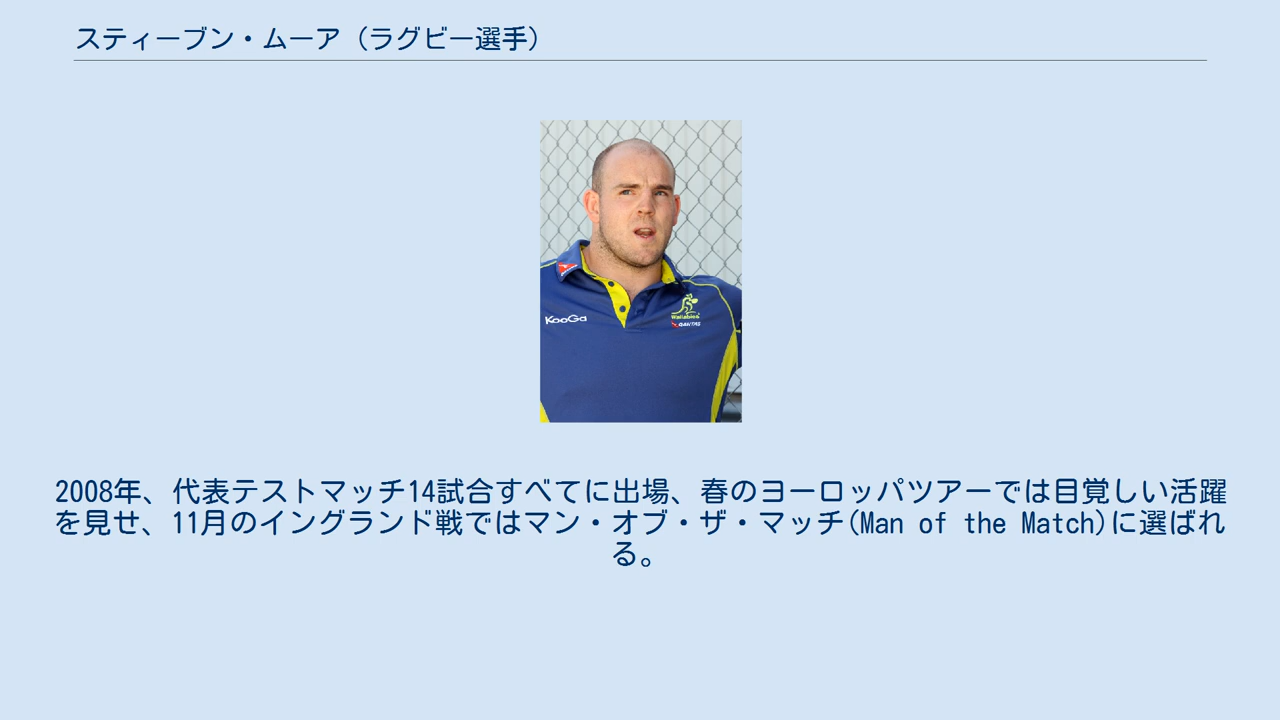 スティーブン・ムーア（ラグビー選手）
KooGa
Wallabies
QANTAS
2008年、代表テストマッチ14試合すべてに出場、春のヨーロッパツアーでは目覚しい活躍
を見せ、11月のイングランド戦ではマン・オブ・ザ・マッチ(Man of the Match)に選ばれ
る。